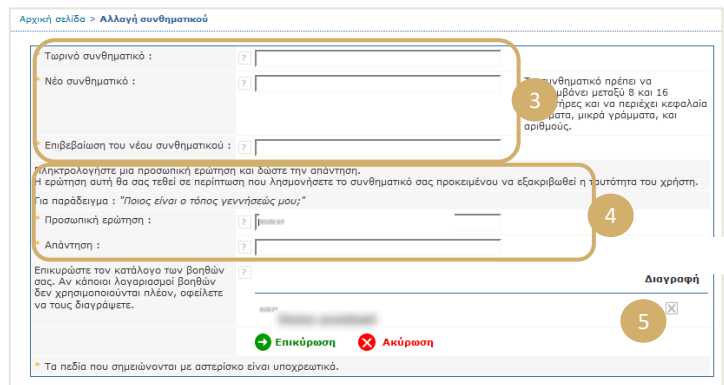 Αρχική σελίδα > Αλλαγή συνθηματικού
* Τωρινό συνθηματικό : ?
* Νέο συνθηματικό : ?
συνθηματικό πρέπει να
μεταξύ 8 και 16
και να περιέχει κεφαλαία
μικρά γράμματα, και
αριθμούς.
3
* Επιβεβαίωση του νέου συνθηματικού : ?
Πληκτρολογήστε μια προσωπική ερώτηση και δώστε την απάντηση.
Η ερώτηση αυτή θα σας τεθεί σε περίπτωση που λησμονήσετε το συνθηματικό σας προκειμένου να εξακριβωθεί η ταυτότητα του χρήστη.
Για παράδειγμα : "Ποιος είναι ο τόπος γεννήσεώς μου;"
4
* Προσωπική ερώτηση : ?
* Απάντηση : ?
Επικυρώστε τον κατάλογο των βοηθών
σας. Αν κάποιοι λογαριασμοί βοηθών
δεν χρησιμοποιούνται πλέον, οφείλετε
να τους διαγράψετε.
?
Διαγραφή
5
Επικύρωση Ακύρωση
* Τα πεδία που σημειώνονται με αστερίσκο είναι υποχρεωτικά.